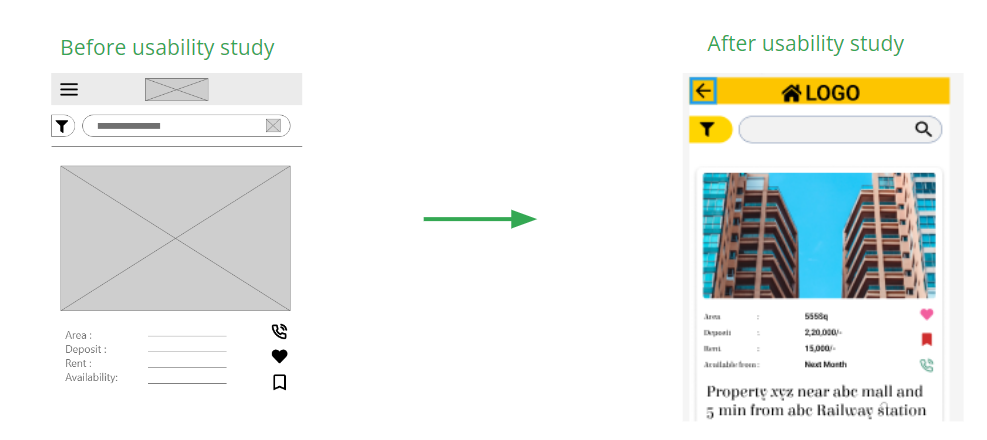 Before usability study
After usability study
Area :
Deposit :
Rent :
Availability:
LOGO
Area : 555Sq
Deposit : 2,20,000/-
Rent : 15,000/-
Available from : Next Month
Property xyz near abc mall and
5 min from abc Railway station